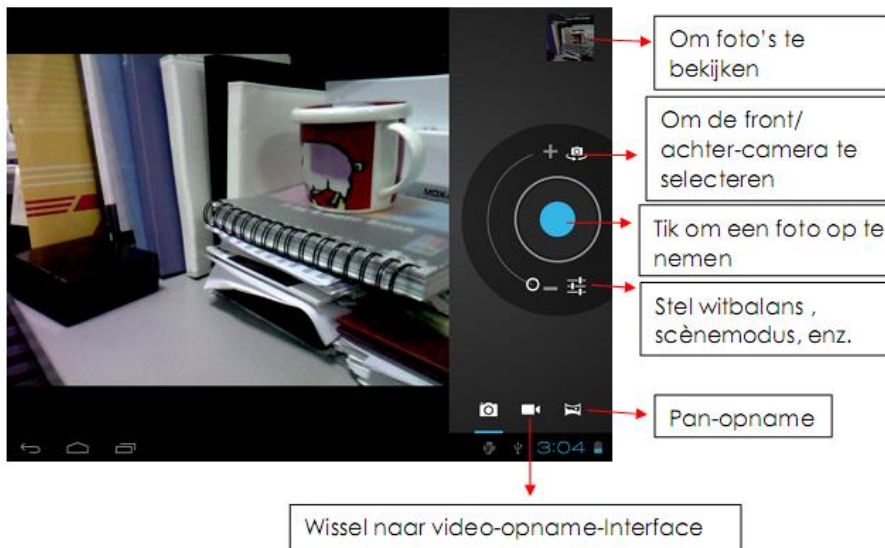 Om foto's te
bekijken
Om de front/
achter-camera te
selecteren
Tik om een foto op te
nemen
Stel witbalans ,
scènemodus, enz.
Pan-opname
3:04
Wissel naar video-opname-Interface